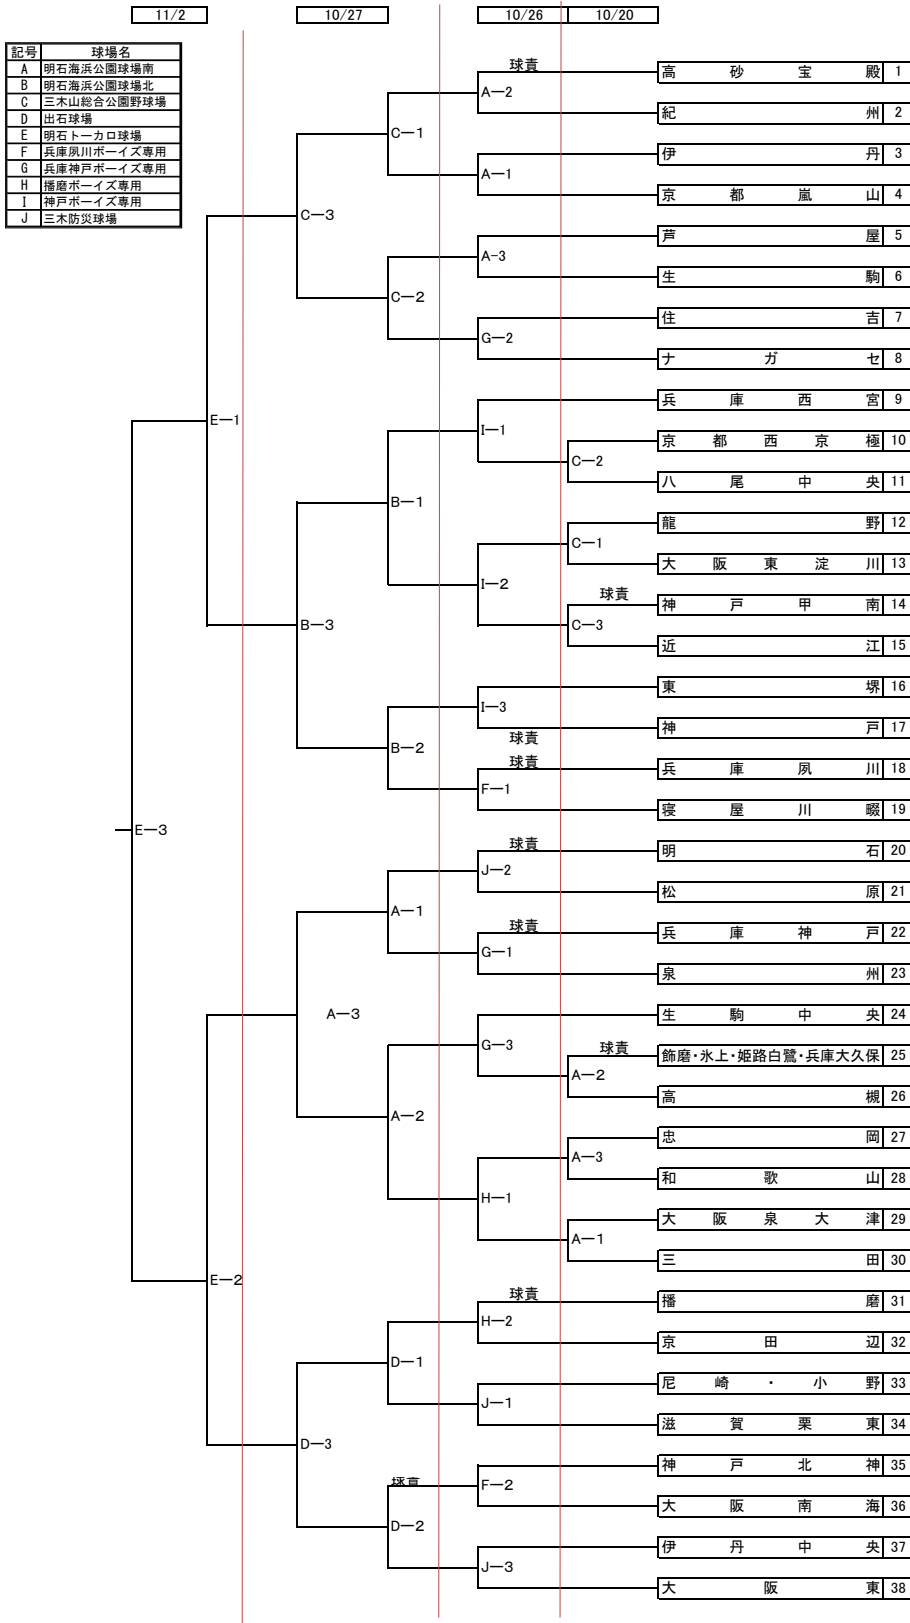 11/2 10/27 10/26 10/20
記号 球場名
A 明石海浜公園球場南
B 明石海浜公園球場北
C 三木山総合公園野球場
D 出石球場
E 明石トーカロ球場
F 兵庫夙川ボーイズ専用
G 兵庫神戸ボーイズ専用
H 播磨ボーイズ専用
I 神戸ボーイズ専用
J 三木防災球場
球責
高砂宝殿 1
A－2
紀州 2
C－1
伊丹 3
A－1
京都嵐山 4
C－3
芦屋 5
A-3
生駒 6
C－2
住吉 7
G－2
ナガセ 8
兵庫西宮 9
E－1
I－1
京都西京極 10
C－2
八尾中央 11
B－1
龍野 12
C－1
大阪東淀川 13
I－2
球責
神戸甲南 14
B－3
C－3
近江 15
東堺 16
I－3
神戸 17
球責
B－2
球責
兵庫夙川 18
F－1
寝屋川畷 19
E－3
球責
明石 20
J－2
松原 21
A－1
球責
兵庫神戸 22
G－1
泉州 23
A－3
生駒中央 24
G－3
球責
飾磨・氷上・姫路白鷺・兵庫大久保 25
A－2
高槻 26
A－2
忠岡 27
A－3
和歌山 28
H－1
大阪泉大津 29
A－1
三田 30
E－2
球責
播磨 31
H－2
京田辺 32
D－1
尼崎・小野 33
J－1
滋賀栗東 34
D－3
神戸北神 35
球責
F－2
大阪南海 36
D－2
伊丹中央 37
J－3
大阪東 38